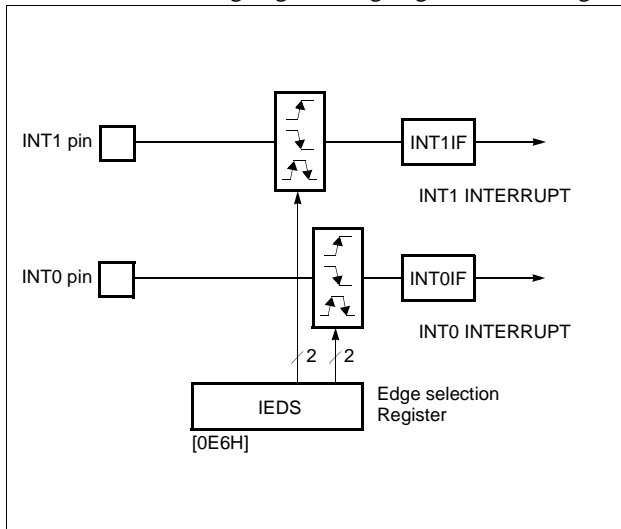 INT1 pin
INT1IF
INT1 INTERRUPT
INT0 pin
INT0IF
INT0 INTERRUPT
2
2
IEDS
Edge selection
Register
[0E6H]